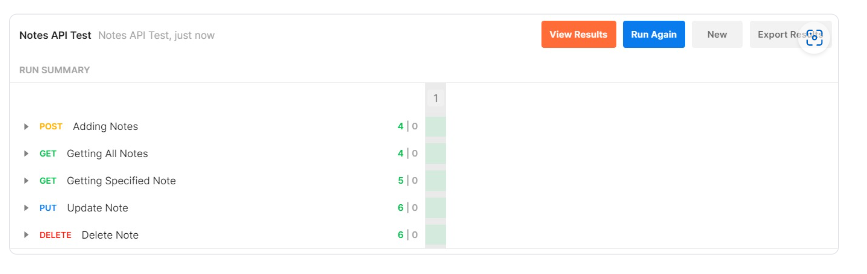 Notes API Test Notes API Test, just now View Results Run Again New Export Results
RUN SUMMARY
1
POST Adding Notes 4 | 0
GET Getting All Notes 4 | 0
GET Getting Specified Note 5 | 0
PUT Update Note 6 | 0
DELETE Delete Note 6 | 0